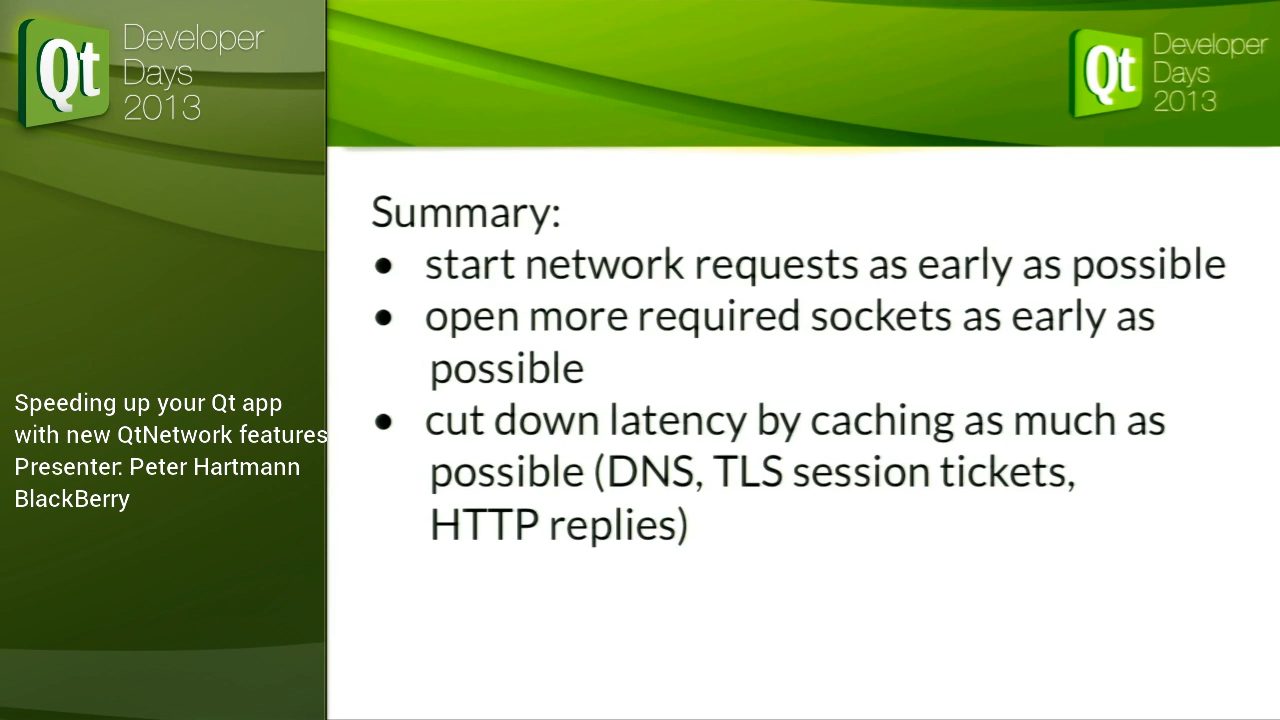 Qt Developer
Days
2013
Qt Developer
Days
2013
Speeding up your Qt app
with new QtNetwork features
Presenter: Peter Hartmann
BlackBerry
Summary:
• start network requests as early as possible
• open more required sockets as early as
possible
• cut down latency by caching as much as
possible (DNS, TLS session tickets,
HTTP replies)